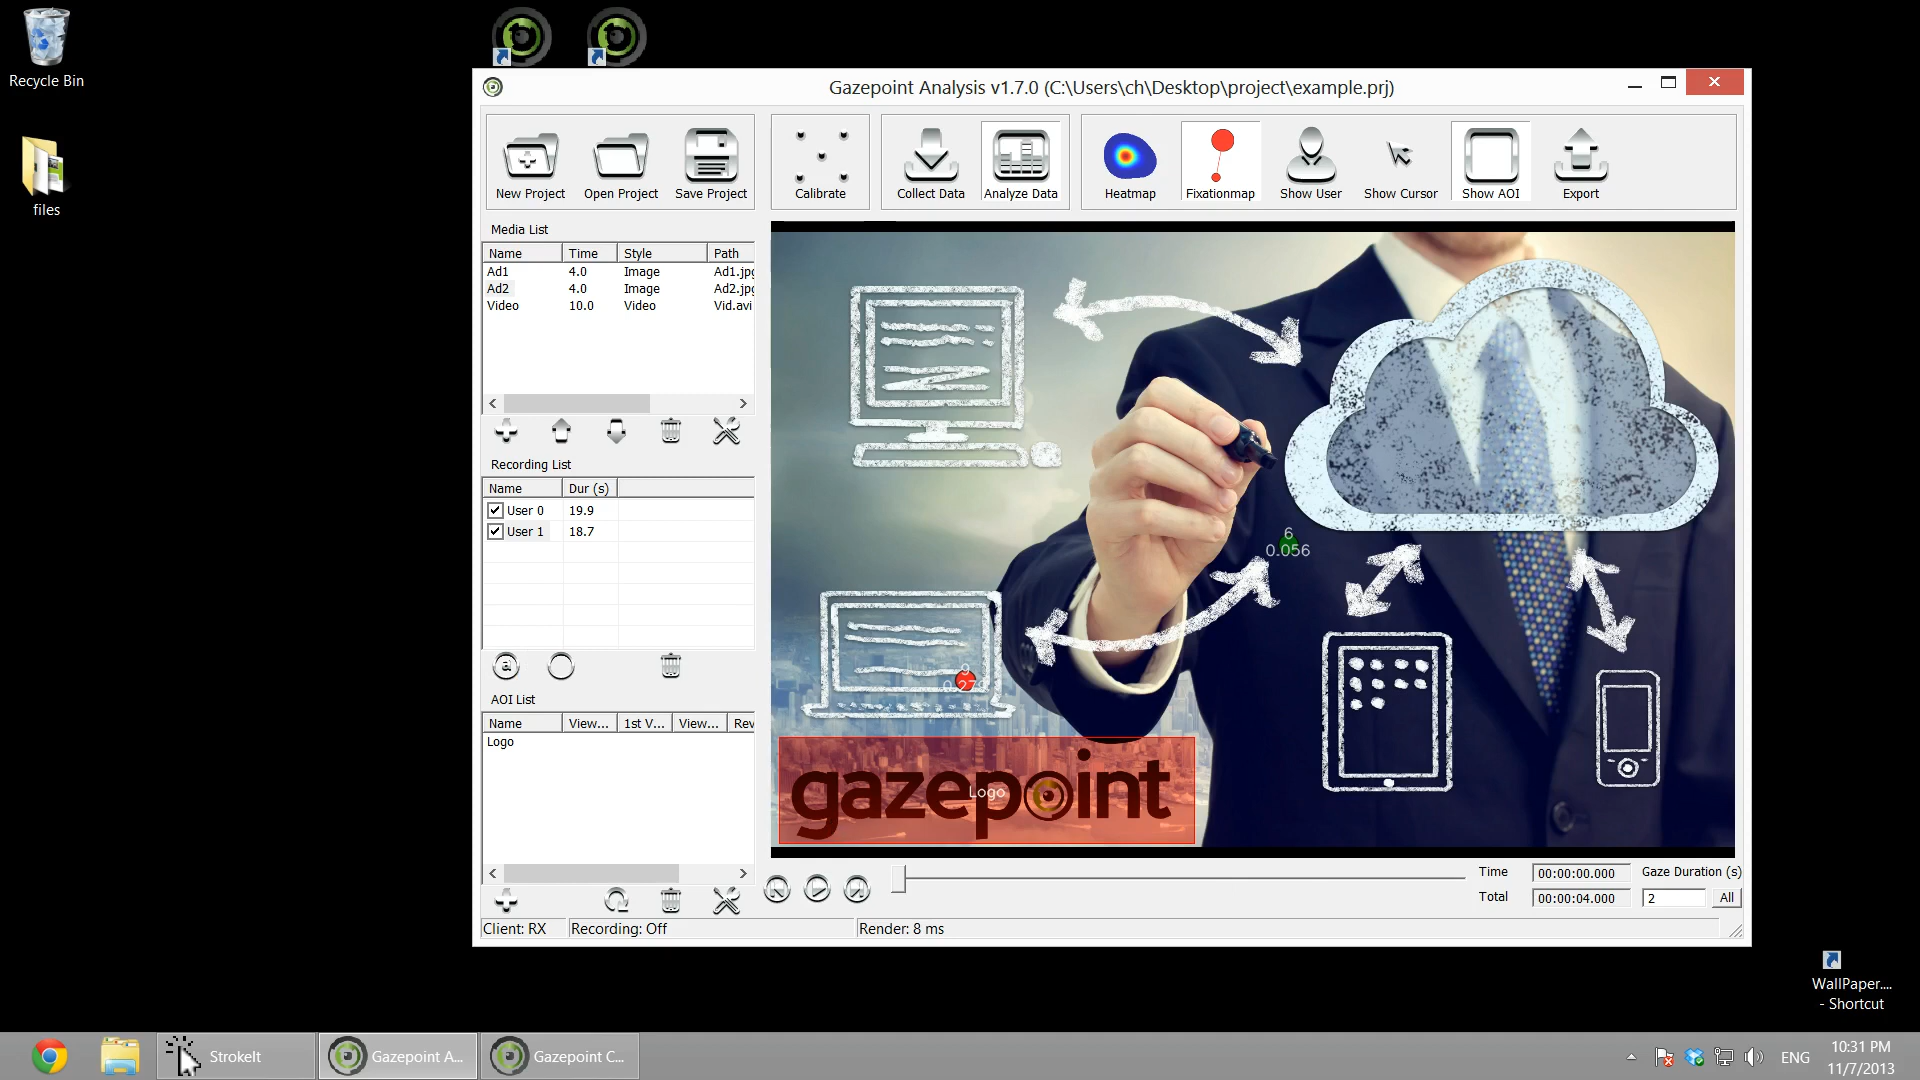 Recycle Bin
files
Gazepoint Analysis v1.7.0 (C:\Users\ch\Desktop\project\example.prj)
New Project
Open Project
Save Project
Calibrate
Collect Data
Analyze Data
Heatmap
Fixationmap
Show User
Show Cursor
Show AOI
Export
Media List
Name Time Style Path
Ad1 4.0 Image Ad1.jpg
Ad2 4.0 Image Ad2.jpg
Video 10.0 Video Vid.avi
Recording List
Name Dur (s)
User 0 19.9
User 1 18.7
AOI List
Name View... 1st V... View... Rev
Logo
6
0.056
gazepoint
Logo
Time 00:00:00.000 Gaze Duration (s)
Total 00:00:04.000 2 All
Client: RX Recording: Off Render: 8 ms
WallPaper....
- Shortcut
StrokeIt
Gazepoint A...
Gazepoint C...
ENG
10:31 PM
11/7/2013